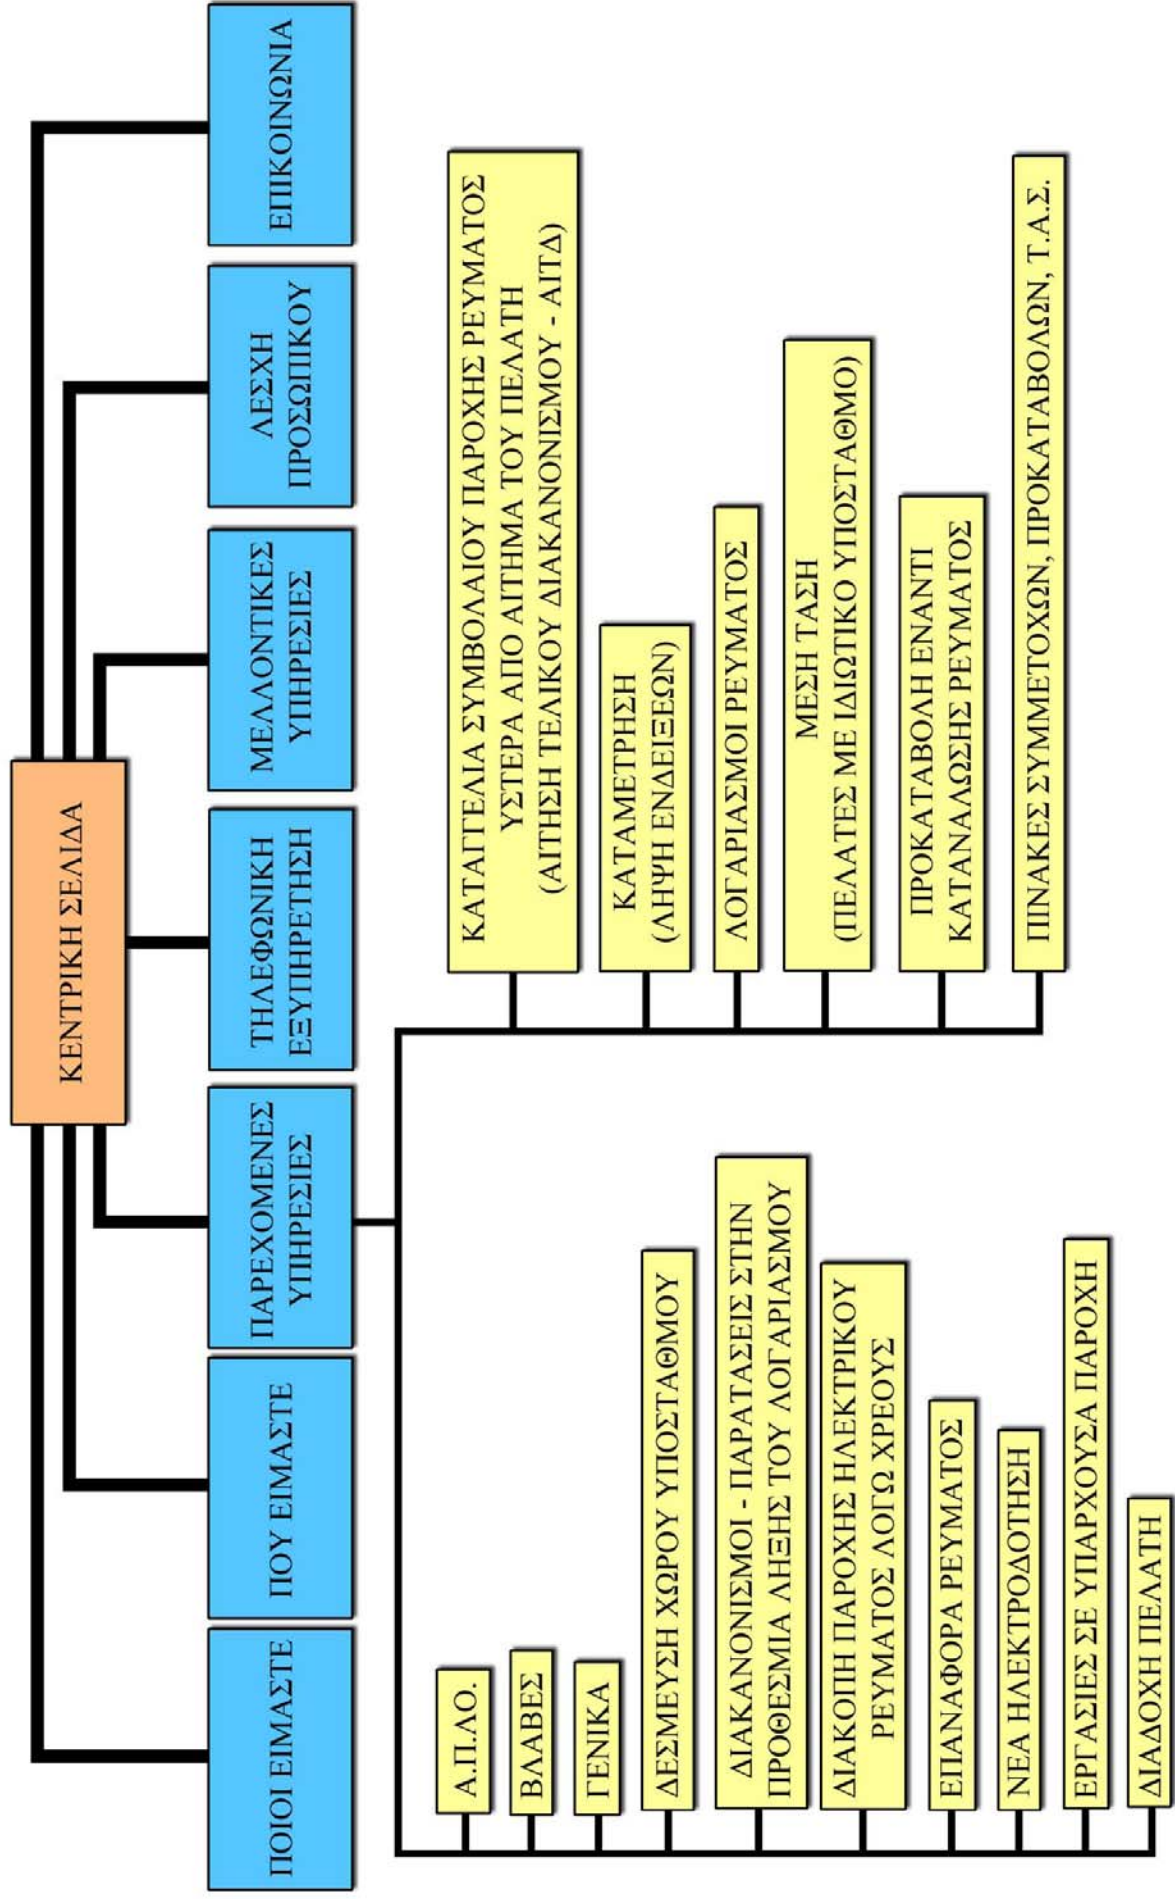 ΚΕΝΤΡΙΚΗ ΣΕΛΙΔΑ
ΠΟΙΟΙ ΕΙΜΑΣΤΕ
ΠΟΥ ΕΙΜΑΣΤΕ
ΠΑΡΕΧΟΜΕΝΕΣ
ΥΠΗΡΕΣΙΕΣ
ΤΗΛΕΦΩΝΙΚΗ
ΕΞΥΠΗΡΕΤΗΣΗ
ΜΕΛΛΟΝΤΙΚΕΣ
ΥΠΗΡΕΣΙΕΣ
ΛΕΣΧΗ
ΠΡΟΣΩΠΙΚΟΥ
ΕΠΙΚΟΙΝΩΝΙΑ
Α.Π.ΛΟ.
ΒΛΑΒΕΣ
ΓΕΝΙΚΑ
ΔΕΣΜΕΥΣΗ ΧΩΡΟΥ ΥΠΟΣΤΑΘΜΟΥ
ΔΙΑΚΑΝΟΝΙΣΜΟΙ - ΠΑΡΑΤΑΣΕΙΣ ΣΤΗΝ
ΠΡΟΘΕΣΜΙΑ ΛΗΞΗΣ ΤΟΥ ΛΟΓΑΡΙΑΣΜΟΥ
ΔΙΑΚΟΠΗ ΠΑΡΟΧΗΣ ΗΛΕΚΤΡΙΚΟΥ
ΡΕΥΜΑΤΟΣ ΛΟΓΩ ΧΡΕΟΥΣ
ΕΠΑΝΑΦΟΡΑ ΡΕΥΜΑΤΟΣ
ΝΕΑ ΗΛΕΚΤΡΟΔΟΤΗΣΗ
ΕΡΓΑΣΙΕΣ ΣΕ ΥΠΑΡΧΟΥΣΑ ΠΑΡΟΧΗ
ΔΙΑΔΟΧΗ ΠΕΛΑΤΗ
ΚΑΤΑΓΓΕΛΙΑ ΣΥΜΒΟΛΑΙΟΥ ΠΑΡΟΧΗΣ ΡΕΥΜΑΤΟΣ
ΥΣΤΕΡΑ ΑΠΟ ΑΙΤΗΜΑ ΤΟΥ ΠΕΛΑΤΗ
(ΑΙΤΗΣΗ ΤΕΛΙΚΟΥ ΔΙΑΚΑΝΟΝΙΣΜΟΥ - ΑΙΤΔ)
ΚΑΤΑΜΕΤΡΗΣΗ
(ΛΗΨΗ ΕΝΔΕΙΞΕΩΝ)
ΛΟΓΑΡΙΑΣΜΟΙ ΡΕΥΜΑΤΟΣ
ΜΕΣΗ ΤΑΣΗ
(ΠΕΛΑΤΕΣ ΜΕ ΙΔΙΩΤΙΚΟ ΥΠΟΣΤΑΘΜΟ)
ΠΡΟΚΑΤΑΒΟΛΗ ΕΝΑΝΤΙ
ΚΑΤΑΝΑΛΩΣΗΣ ΡΕΥΜΑΤΟΣ
ΠΙΝΑΚΕΣ ΣΥΜΜΕΤΟΧΩΝ, ΠΡΟΚΑΤΑΒΟΛΩΝ, Τ.Α.Σ.